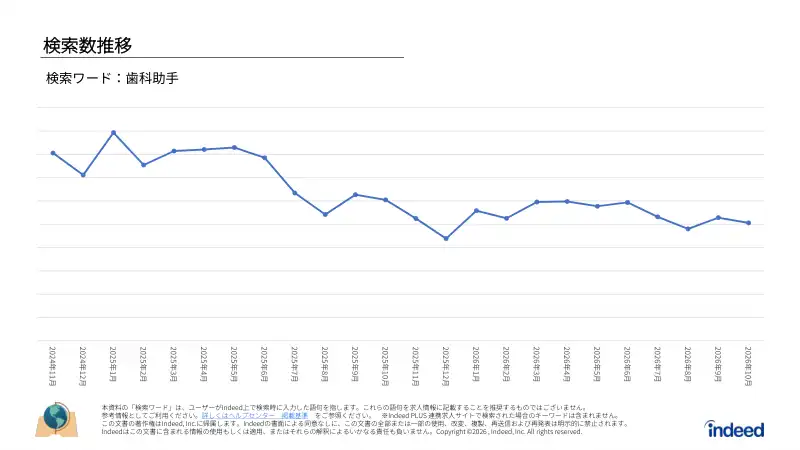 検索数推移
検索ワード：歯科助手
2024年11月
2024年12月
2025年1月
2025年2月
2025年3月
2025年4月
2025年5月
2025年6月
2025年7月
2025年8月
2025年9月
2025年10月
2025年11月
2025年12月
2026年1月
2026年2月
2026年3月
2026年4月
2026年5月
2026年6月
2026年7月
2026年8月
2026年9月
2026年10月
本資料の「検索ワード」は、ユーザーがIndeed上で検索時に入力した語句を指します。これらの語句を求人情報に記載することを推奨するものではございません。
参考情報としてご利用ください。詳しくはヘルプセンター 掲載基準 をご参照ください。 ※Indeed PLUS 連携求人サイトで検索された場合のキーワードは含まれません。
この文書の著作権はIndeed, Inc.に帰属します。Indeedの書面による同意なしに、この文書の全部または一部の使用、改変、複製、再送信および再発表は明示的に禁止されます。
Indeedはこの文書に含まれる情報の使用もしくは適用、またはそれらの解釈によるいかなる責任も負いません。Copyright ©2026 , Indeed, Inc. All rights reserved.
indeed